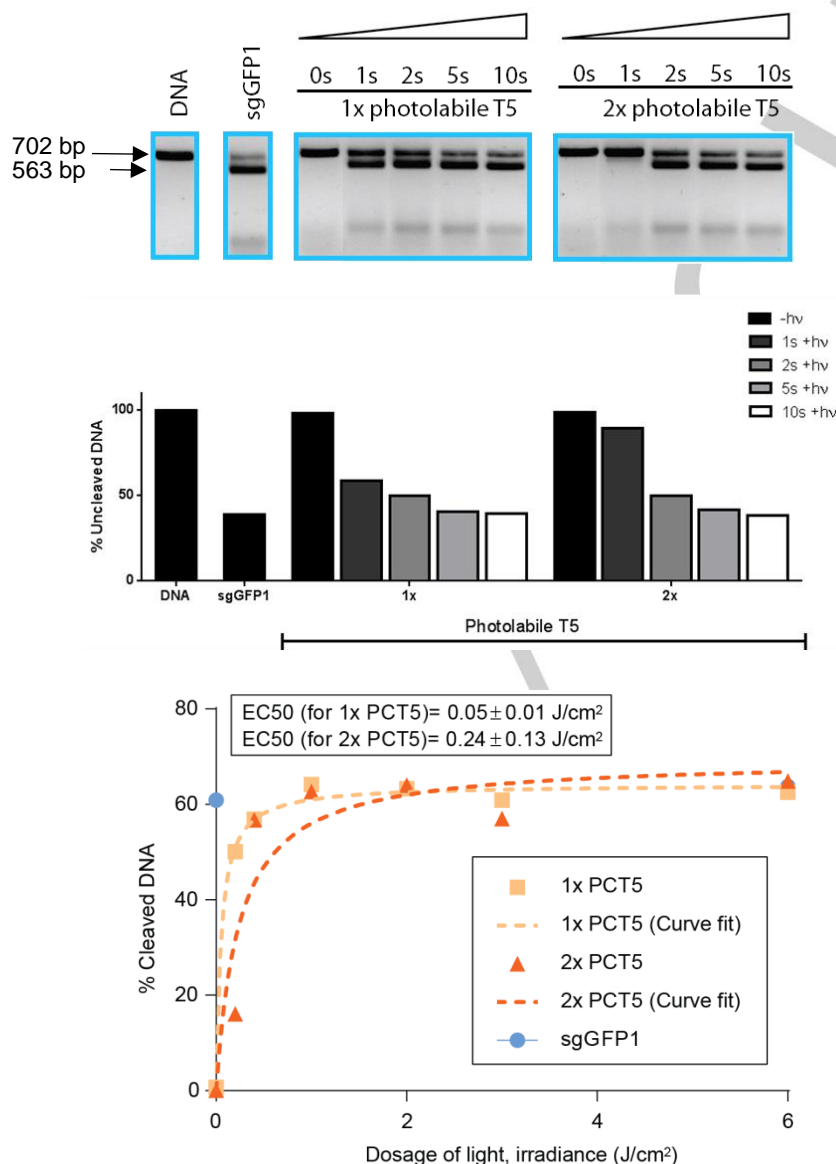 DNA
sgGFP1
0s 1s 2s 5s 10s
1x photolabile T5
0s 1s 2s 5s 10s
2x photolabile T5
702 bp
563 bp
-hν
1s +hν
2s +hν
5s +hν
10s +hν
% Uncleaved DNA
100
50
0
DNA sgGFP1 1x 2x
Photolabile T5
EC50 (for 1x PCT5)= 0.05±0.01 J/cm²
EC50 (for 2x PCT5)= 0.24±0.13 J/cm²
% Cleaved DNA
80
60
40
20
0
1x PCT5
1x PCT5 (Curve fit)
2x PCT5
2x PCT5 (Curve fit)
sgGFP1
0 2 4 6
Dosage of light, irradiance (J/cm²)